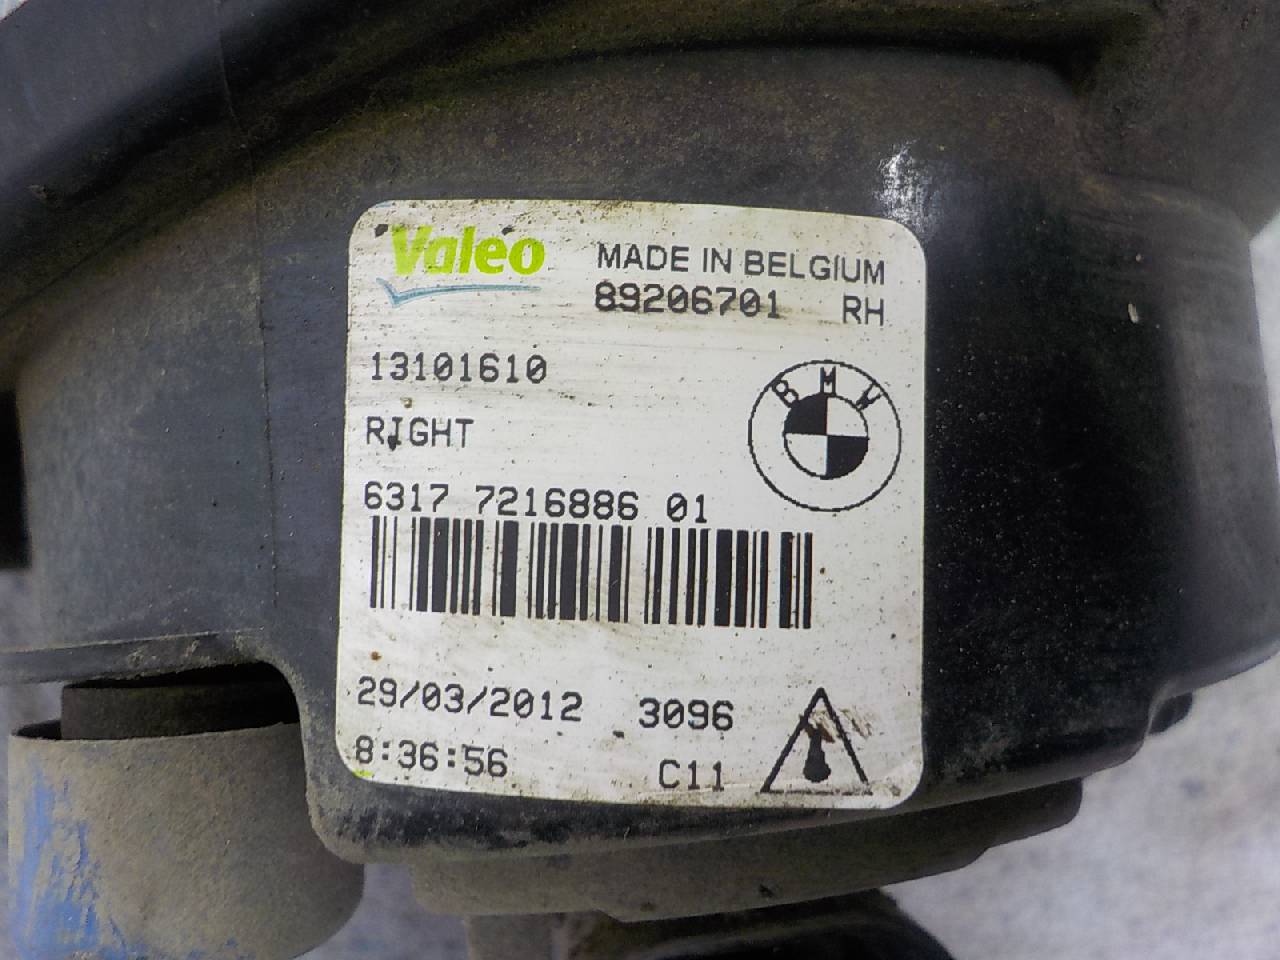 Valeo
MADE IN BELGIUM
89206701 RH
13101610
BMW
RIGHT
6317 7216886 01
29/03/2012 3096
8:36:56 C11